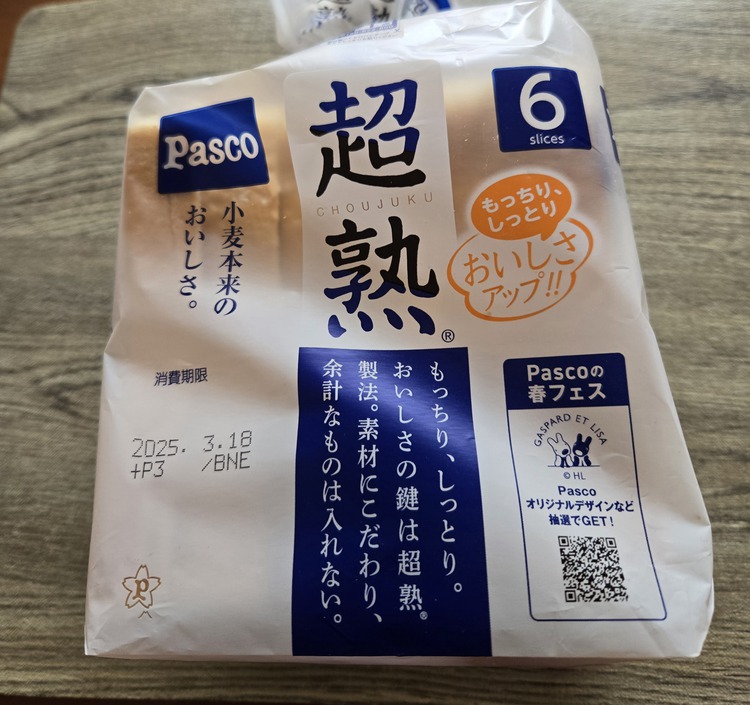 Pasco
小麦本来の
おいしさ。
超熟®
CHOUJUKU
6
slices
もっちり、
しっとり
おいしさ
アップ!!
消費期限
2025. 3.18
+P3 /BNE
もっちり、しっとり。
おいしさの鍵は超熟®
製法。素材にこだわり、
余計なものは入れない。
Pascoの
春フェス
GASPARD ET LISA
© HL
Pasco
オリジナルデザインなど
抽選でGET!
P